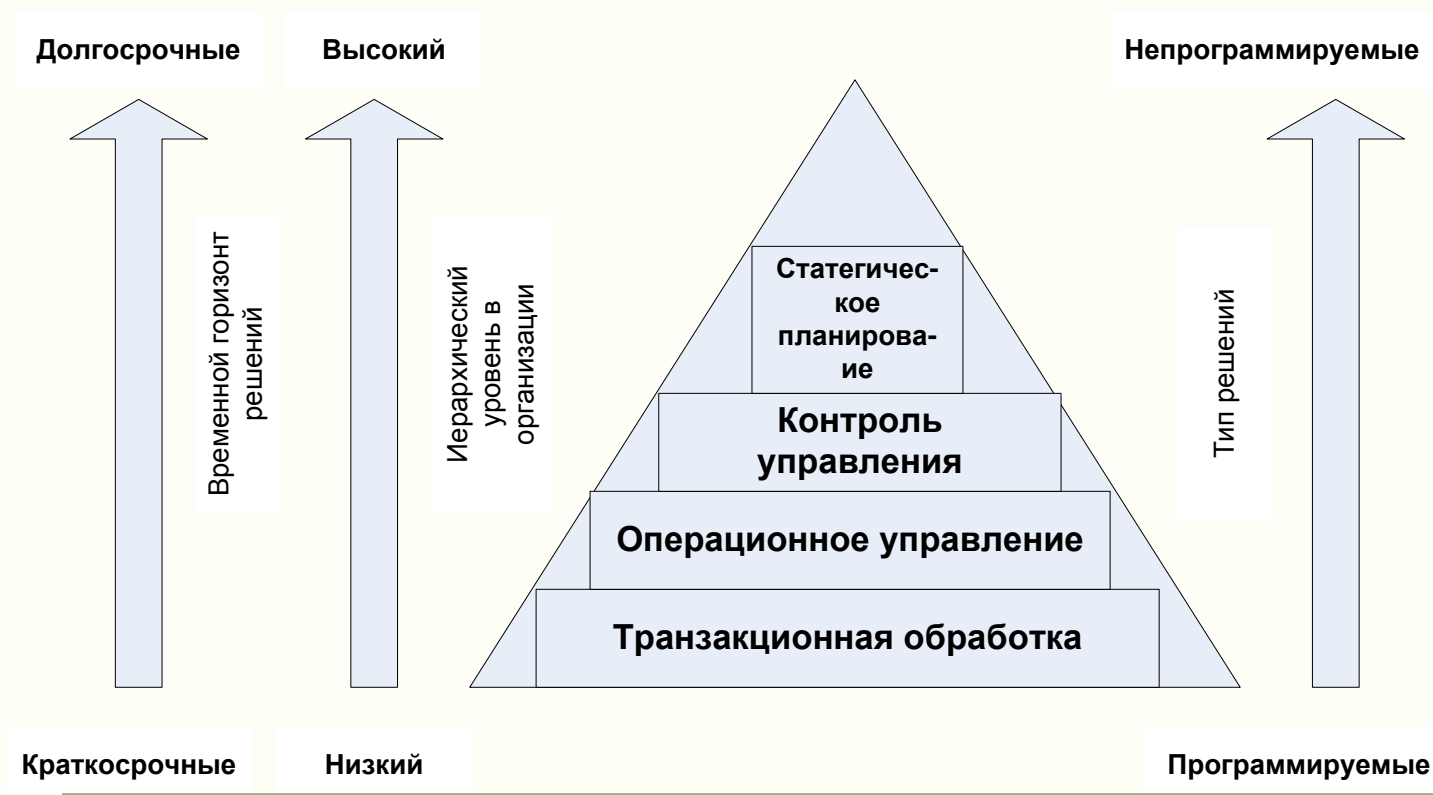 Долгосрочные
Высокий
Непрограммируемые
Временной горизонт
решений
Иерархический
уровень в
организации
Статегичес-
кое
планирова-
ие
Контроль
управления
Операционное управление
Транзакционная обработка
Тип решений
Краткосрочные
Низкий
Программируемые